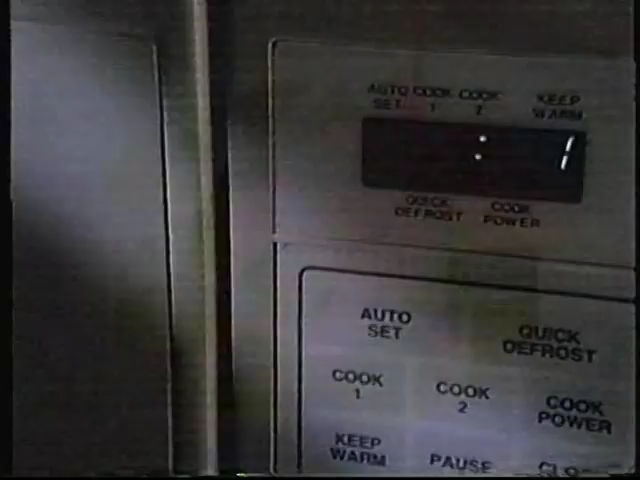 AUTO COOK COOK KEEP
SET 1 2 WARM
: 1
QUICK COOK
DEFROST POWER
AUTO
SET
QUICK
DEFROST
COOK
1
COOK
2
COOK
POWER
KEEP
WARM
PAUSE